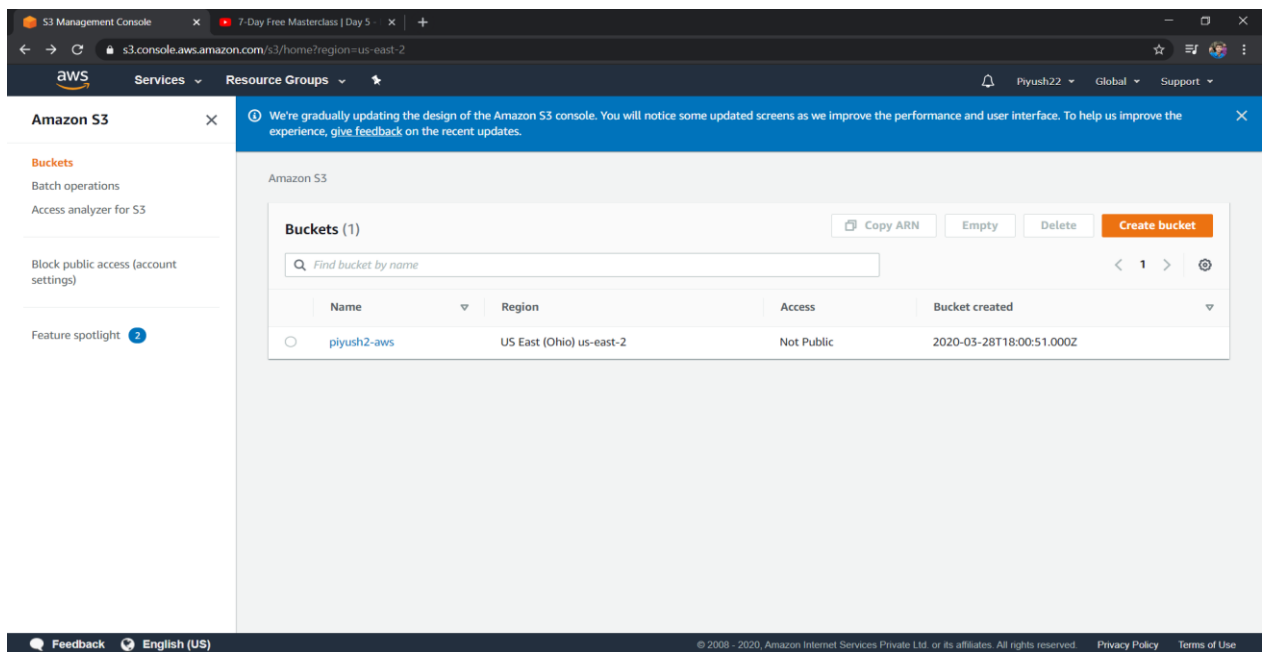 S3 Management Console
7-Day Free Masterclass | Day 5 -
s3.console.aws.amazon.com/s3/home?region=us-east-2
aws Services Resource Groups Piyush22 Global Support
Amazon S3
We're gradually updating the design of the Amazon S3 console. You will notice some updated screens as we improve the performance and user interface. To help us improve the
experience, give feedback on the recent updates.
Buckets
Batch operations
Access analyzer for S3
Block public access (account
settings)
Feature spotlight 2
Amazon S3
Buckets (1) Copy ARN Empty Delete Create bucket
Find bucket by name 1
Name Region Access Bucket created
piyush2-aws US East (Ohio) us-east-2 Not Public 2020-03-28T18:00:51.000Z
Feedback English (US) © 2008 - 2020, Amazon Internet Services Private Ltd. or its affiliates. All rights reserved. Privacy Policy Terms of Use